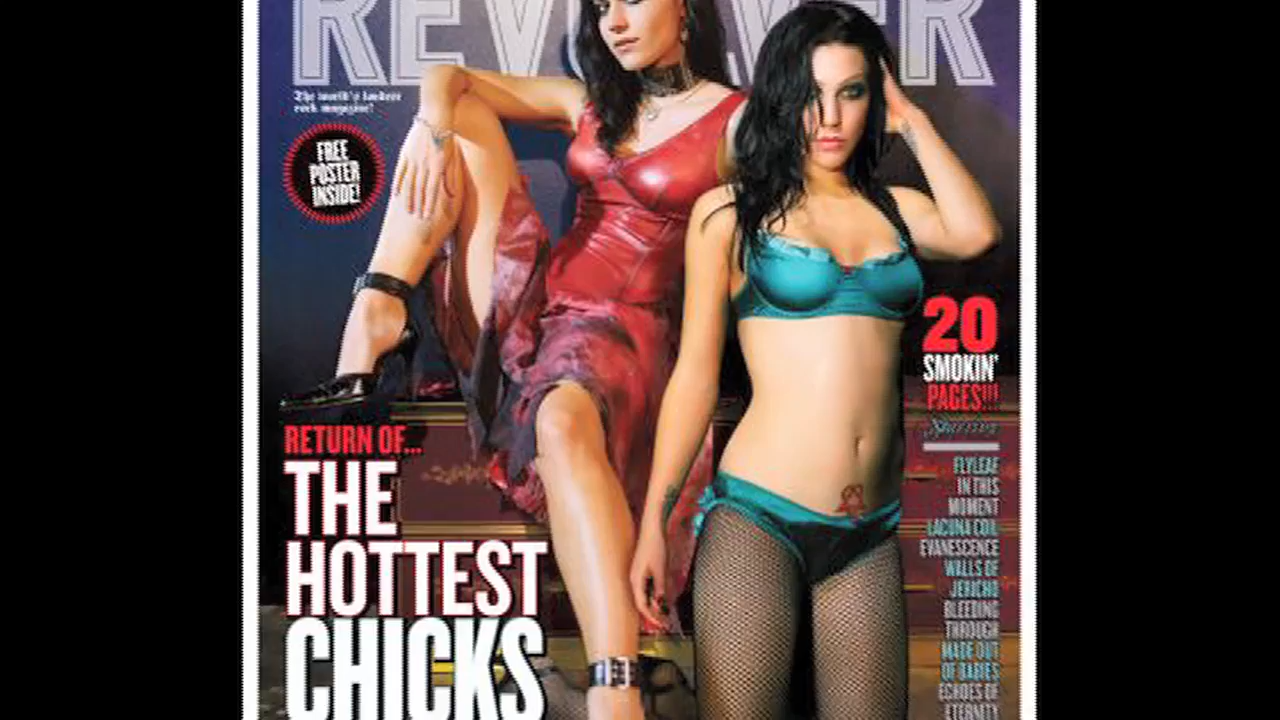 REVOLVER
The world's loudest
rock magazine!
FREE
POSTER
INSIDE!
RETURN OF...
THE
HOTTEST
CHICKS
20
SMOKIN'
PAGES!!!
FLYLEAF
IN THIS
MOMENT
LACUNA COIL
EVANESCENCE
WALLS OF
JERICHO
BLEEDING
THROUGH
MADE OUT
OF BABIES
ECHOES OF
ETERNITY